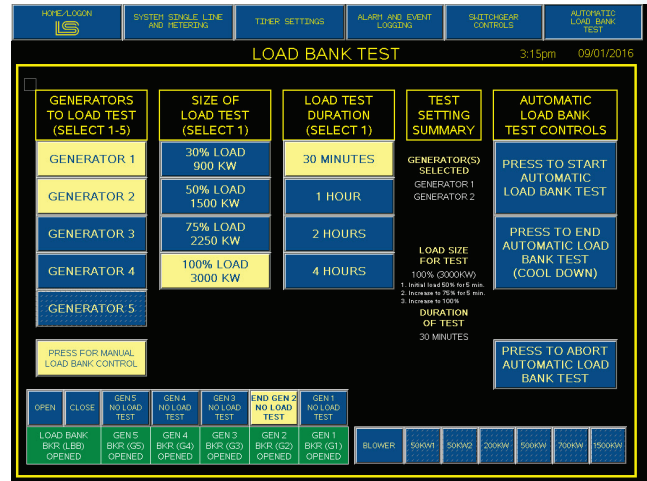 HOME/LOGON
LS
SYSTEM SINGLE LINE
AND METERING
TIMER SETTINGS
ALARM AND EVENT
LOGGING
SWITCHGEAR
CONTROLS
AUTOMATIC
LOAD BANK
TEST
LOAD BANK TEST
3:15pm 09/01/2016
GENERATORS
TO LOAD TEST
(SELECT 1-5)
GENERATOR 1
GENERATOR 2
GENERATOR 3
GENERATOR 4
GENERATOR 5
PRESS FOR MANUAL
LOAD BANK CONTROL
SIZE OF
LOAD TEST
(SELECT 1)
30% LOAD
900 KW
50% LOAD
1500 KW
75% LOAD
2250 KW
100% LOAD
3000 KW
LOAD TEST
DURATION
(SELECT 1)
30 MINUTES
1 HOUR
2 HOURS
4 HOURS
TEST
SETTING
SUMMARY
GENERATOR(S)
SELECTED
GENERATOR 1
GENERATOR 2
LOAD SIZE
FOR TEST
100% (3000KW)
1. Initial load 50% for 5 min.
2. Increase to 75% for 5 min.
3. Increase to 100%
DURATION
OF TEST
30 MINUTES
AUTOMATIC
LOAD BANK
TEST CONTROLS
PRESS TO START
AUTOMATIC
LOAD BANK TEST
PRESS TO END
AUTOMATIC LOAD
BANK TEST
(COOL DOWN)
PRESS TO ABORT
AUTOMATIC LOAD
BANK TEST
OPEN
CLOSE
GEN 5
NO LOAD
TEST
GEN 4
NO LOAD
TEST
GEN 3
NO LOAD
TEST
END GEN 2
NO LOAD
TEST
GEN 1
NO LOAD
TEST
LOAD BANK
BKR (LBB)
OPENED
GEN 5
BKR (G5)
OPENED
GEN 4
BKR (G4)
OPENED
GEN 3
BKR (G3)
OPENED
GEN 2
BKR (G2)
OPENED
GEN 1
BKR (G1)
OPENED
BLOWER
50KW1
50KW2
200KW
500KW
700KW
1500KW